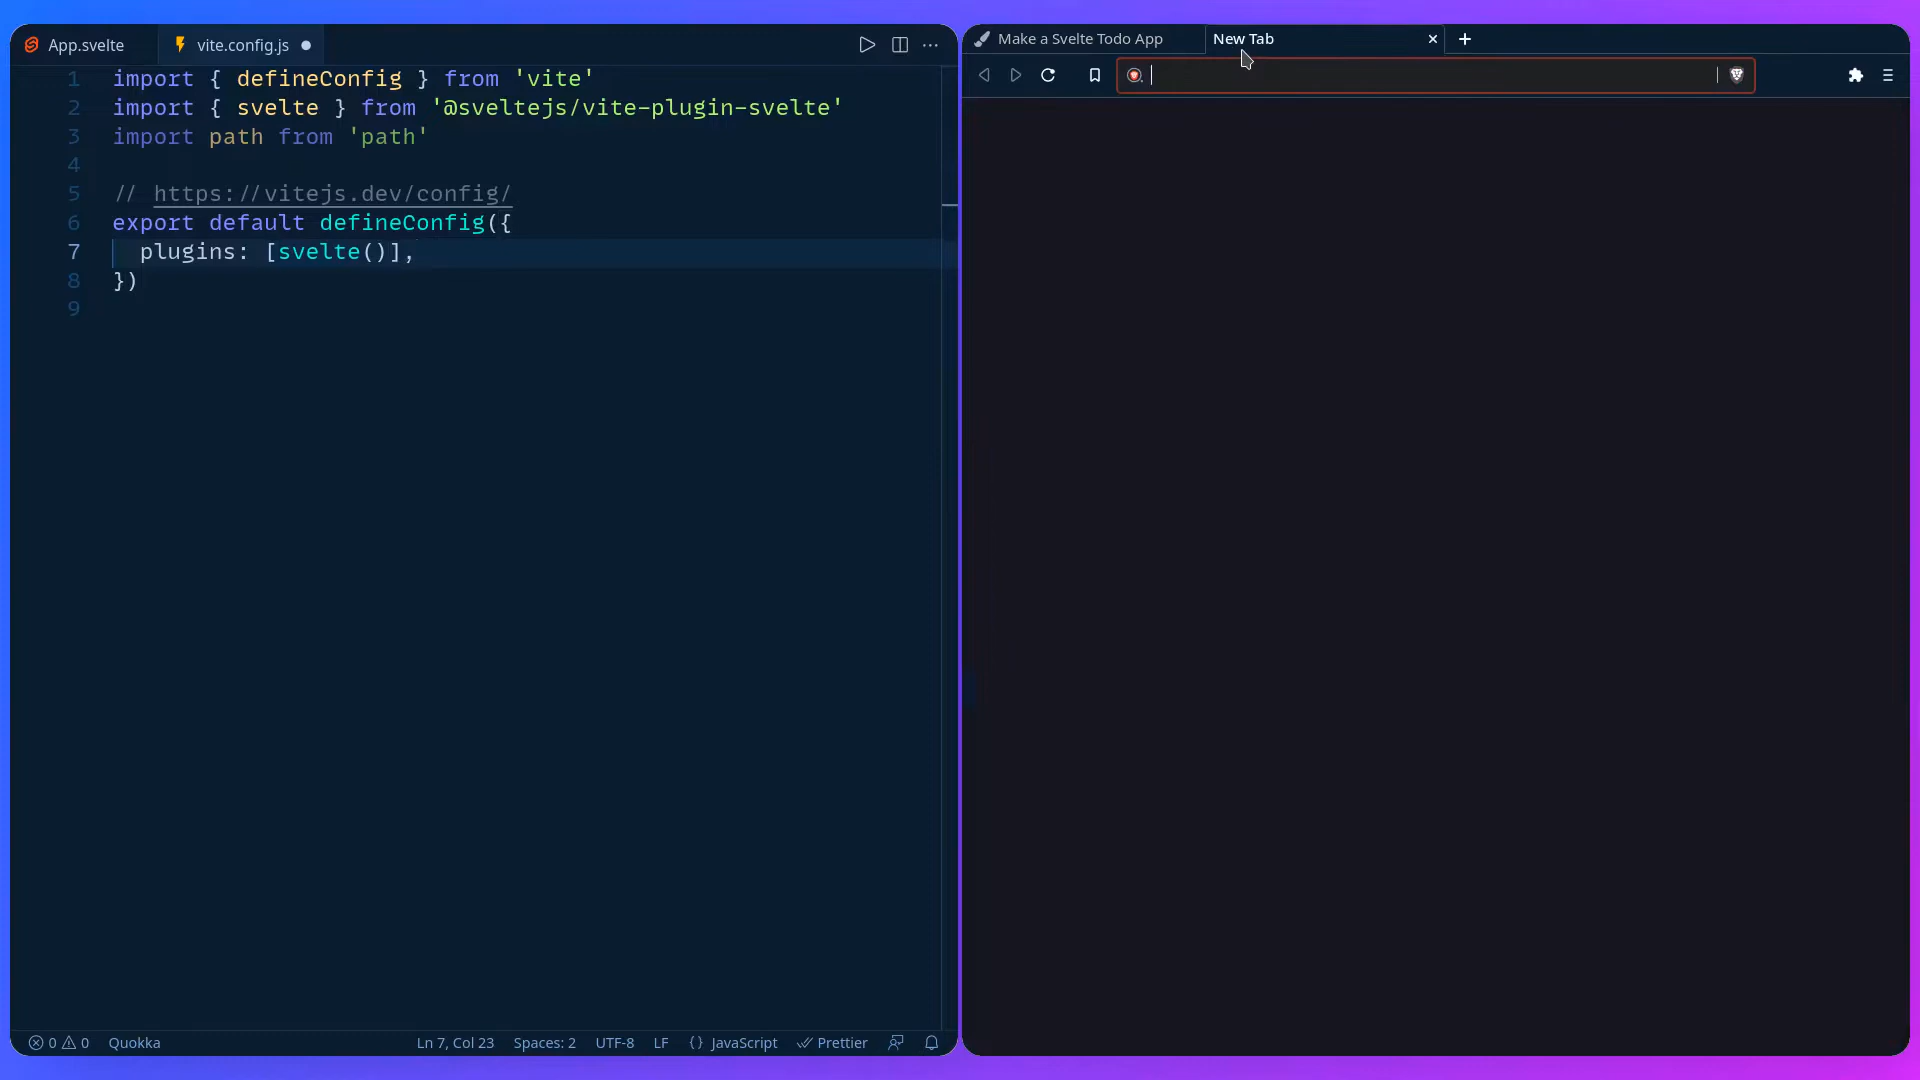 App.svelte
vite.config.js
1 import { defineConfig } from 'vite'
2 import { svelte } from '@sveltejs/vite-plugin-svelte'
3 import path from 'path'
4
5 // https://vitejs.dev/config/
6 export default defineConfig({
7 plugins: [svelte()],
8 })
9
0 0 Quokka Ln 7, Col 23 Spaces: 2 UTF-8 LF {} JavaScript Prettier
Make a Svelte Todo App
New Tab